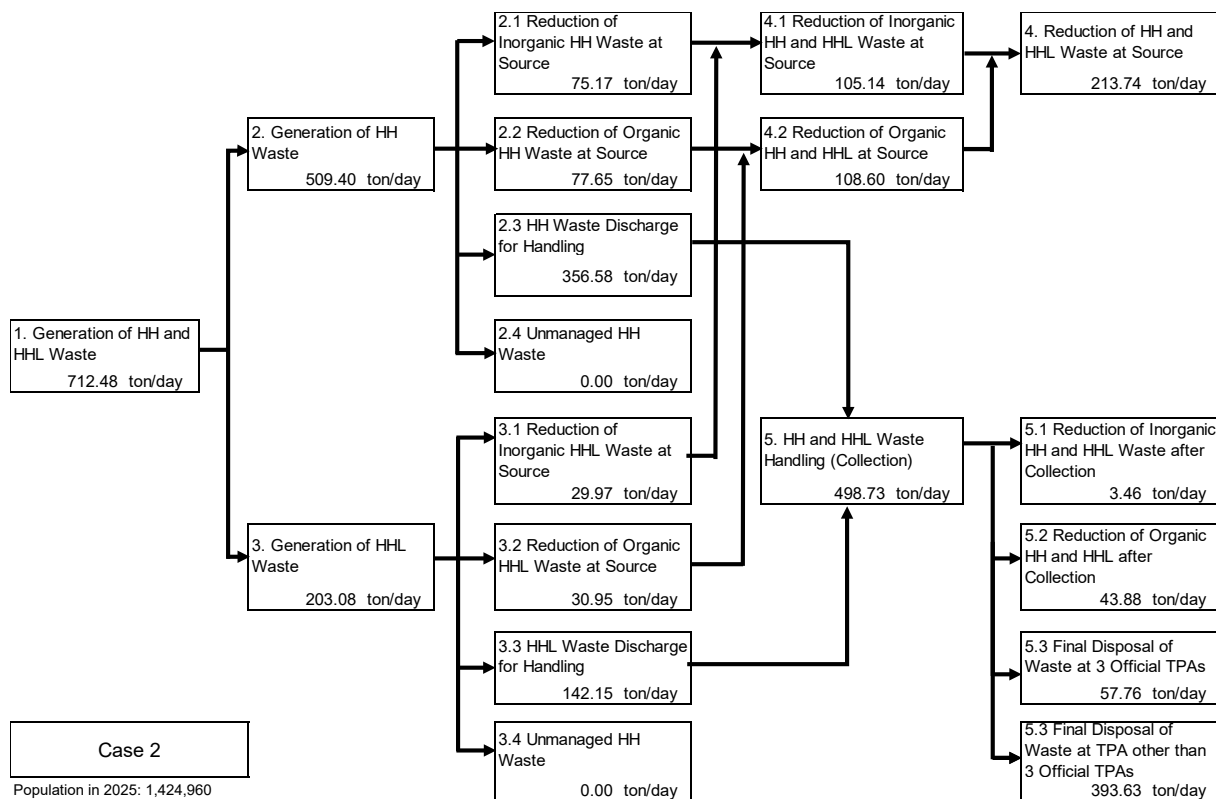 1. Generation of HH and
HHL Waste
712.48 ton/day
2. Generation of HH
Waste
509.40 ton/day
3. Generation of HHL
Waste
203.08 ton/day
2.1 Reduction of
Inorganic HH Waste at
Source
75.17 ton/day
2.2 Reduction of Organic
HH Waste at Source
77.65 ton/day
2.3 HH Waste Discharge
for Handling
356.58 ton/day
2.4 Unmanaged HH
Waste
0.00 ton/day
3.1 Reduction of
Inorganic HHL Waste at
Source
29.97 ton/day
3.2 Reduction of Organic
HHL Waste at Source
30.95 ton/day
3.3 HHL Waste Discharge
for Handling
142.15 ton/day
3.4 Unmanaged HH
Waste
0.00 ton/day
4.1 Reduction of Inorganic
HH and HHL Waste at
Source
105.14 ton/day
4.2 Reduction of Organic
HH and HHL at Source
108.60 ton/day
4. Reduction of HH and
HHL Waste at Source
213.74 ton/day
5. HH and HHL Waste
Handling (Collection)
498.73 ton/day
5.1 Reduction of Inorganic
HH and HHL Waste after
Collection
3.46 ton/day
5.2 Reduction of Organic
HH and HHL after
Collection
43.88 ton/day
5.3 Final Disposal of
Waste at 3 Official TPAs
57.76 ton/day
5.3 Final Disposal of
Waste at TPA other than
3 Official TPAs
393.63 ton/day
Case 2
Population in 2025: 1,424,960